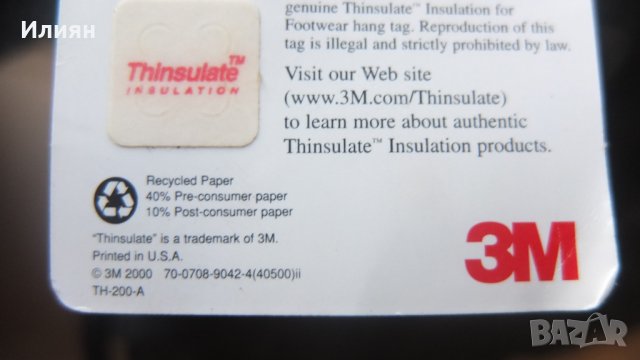 Илиян
genuine Thinsulate™ Insulation for
Footwear hang tag. Reproduction of this
tag is illegal and strictly prohibited by law.
Thinsulate™
INSULATION
Visit our Web site
(www.3M.com/Thinsulate)
to learn more about authentic
Thinsulate™ Insulation products.
Recycled Paper
40% Pre-consumer paper
10% Post-consumer paper
"Thinsulate" is a trademark of 3M.
Printed in U.S.A.
© 3M 2000 70-0708-9042-4(40500)ii
TH-200-A
3M
BAZAR